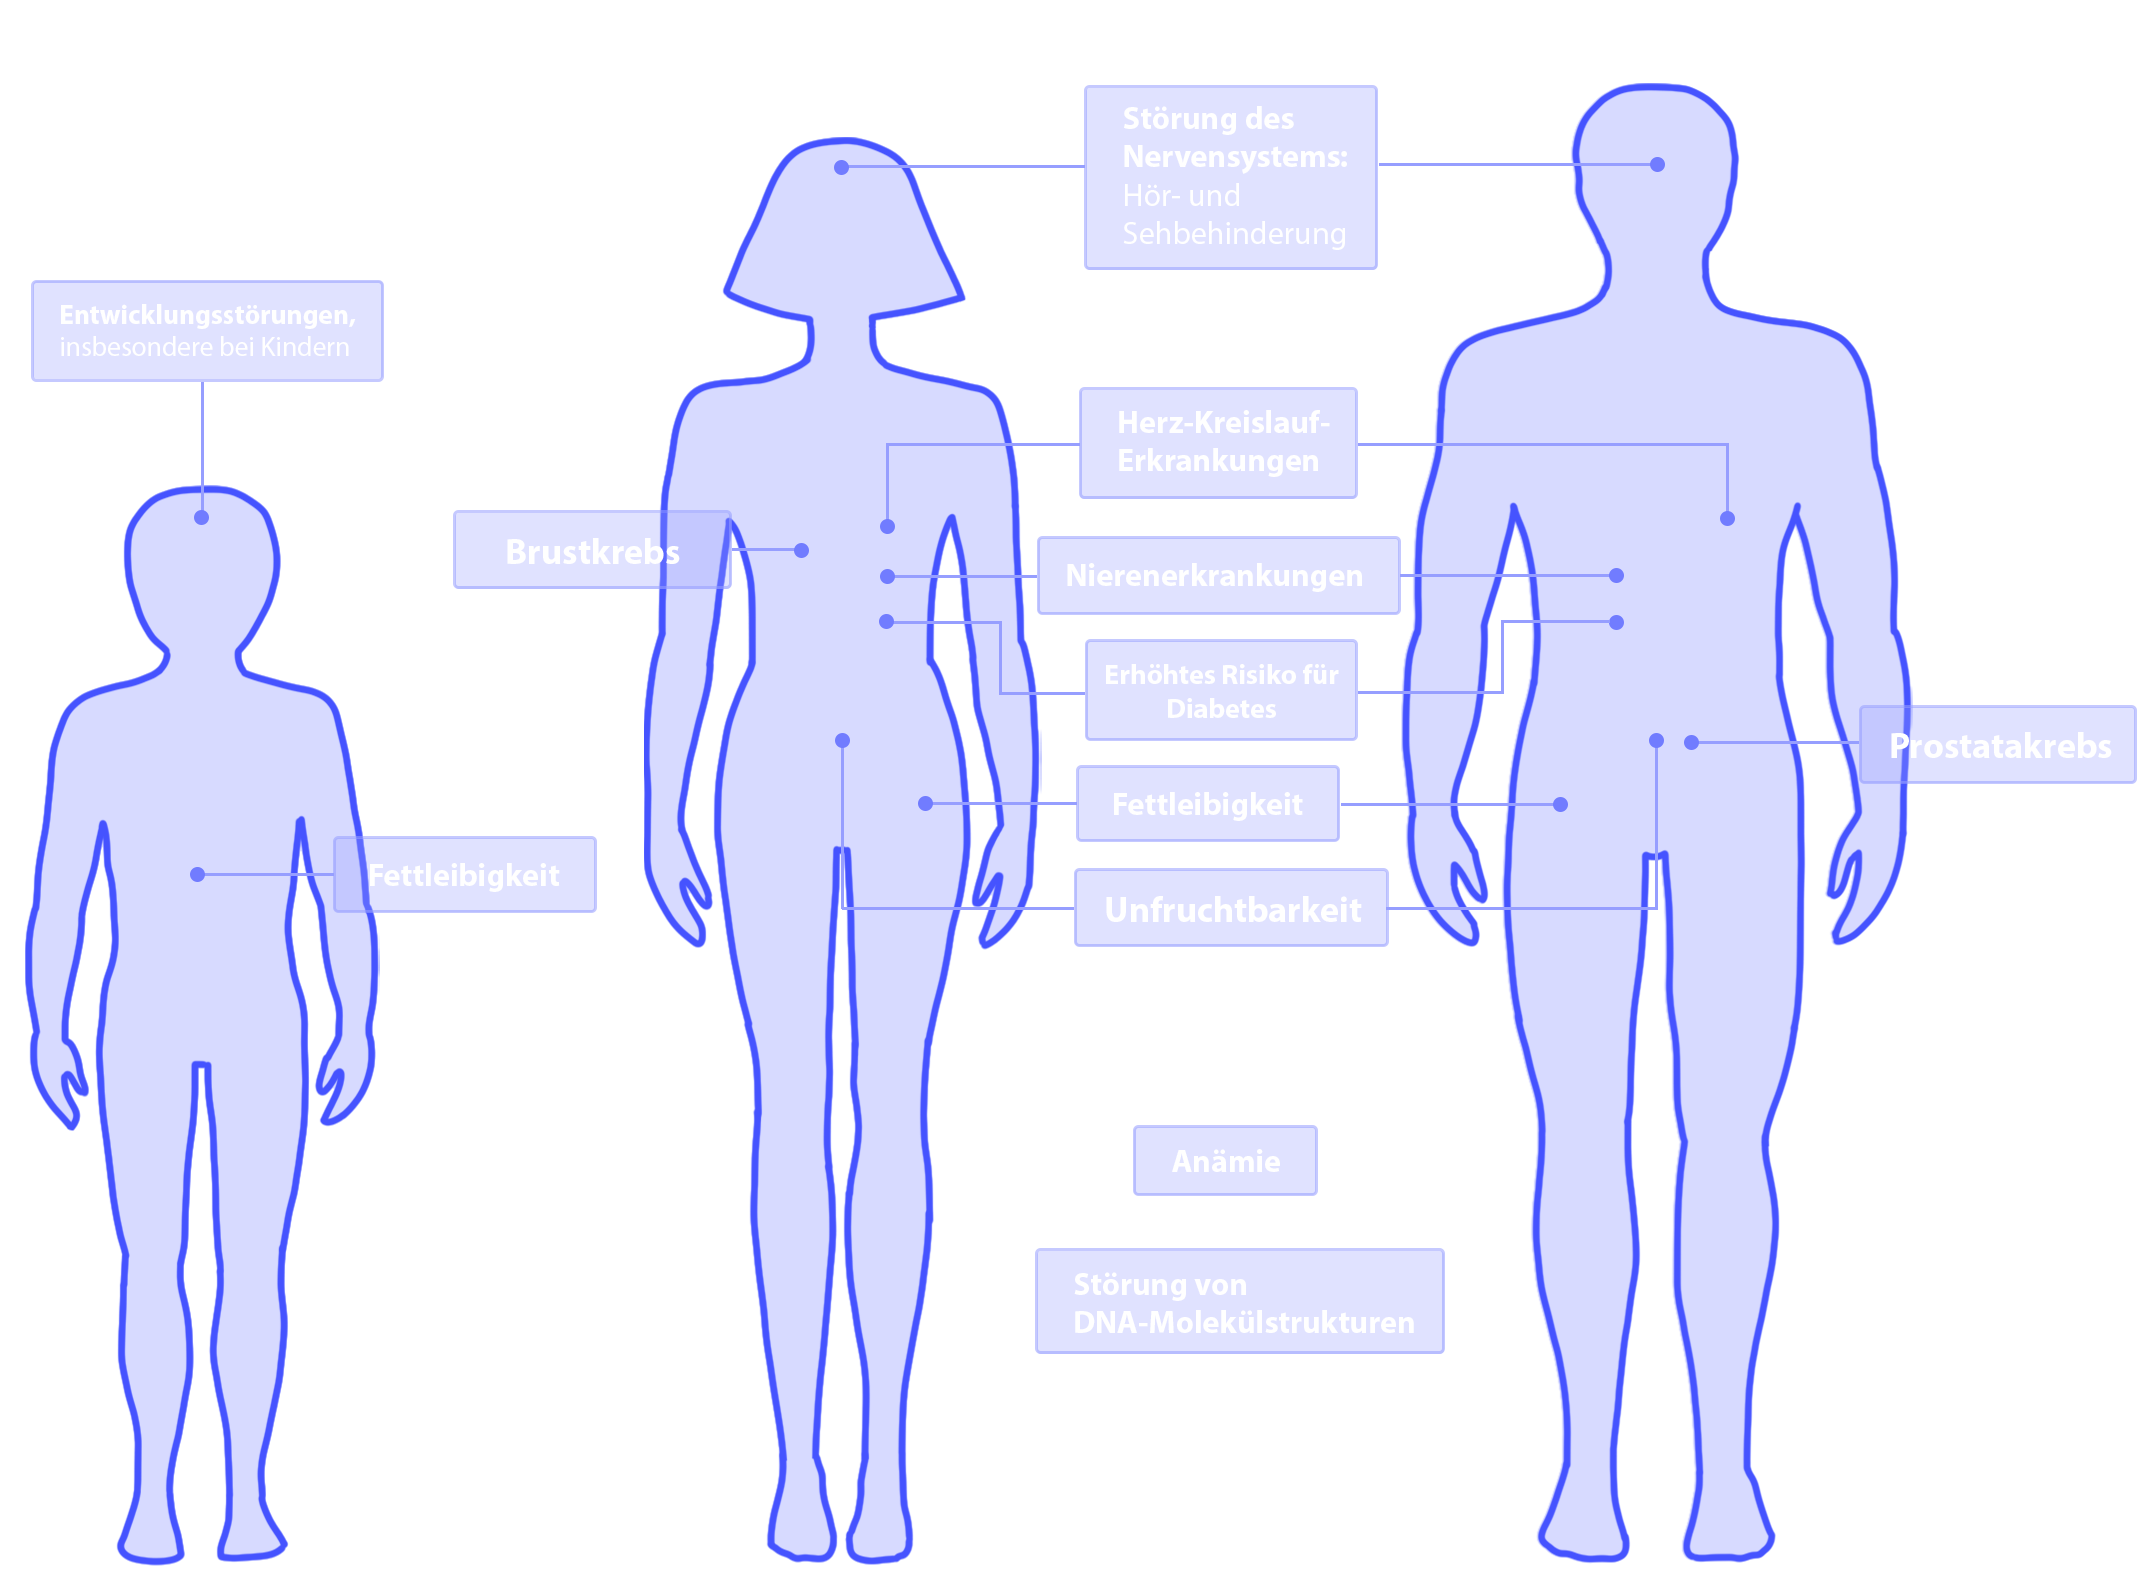 Störung des
Nervensystems:
Hör- und
Sehbehinderung
Entwicklungsstörungen,
insbesondere bei Kindern
Herz-Kreislauf-
Erkrankungen
Brustkrebs
Nierenerkrankungen
Erhöhtes Risiko für
Diabetes
Prostatakrebs
Fettleibigkeit
Fettleibigkeit
Unfruchtbarkeit
Anämie
Störung von
DNA-Molekülstrukturen